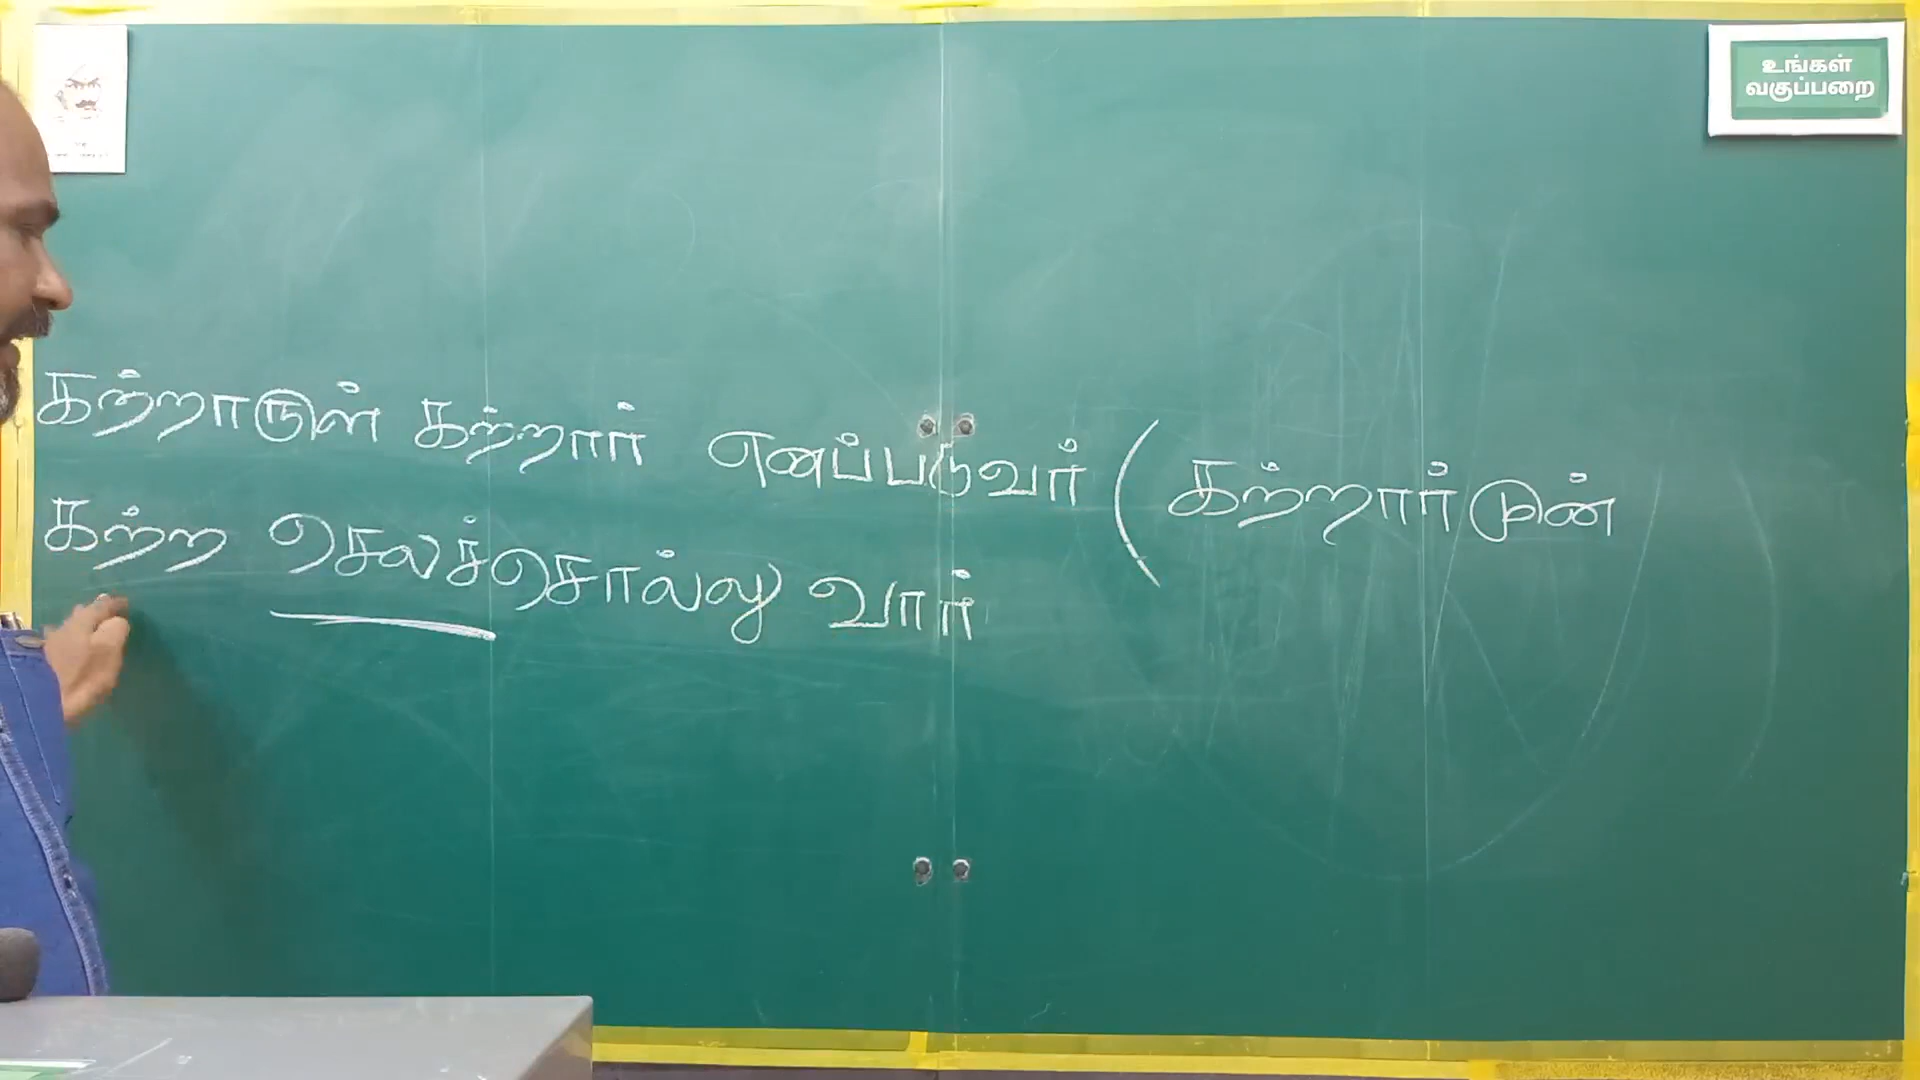 உங்கள்
வகுப்பறை
கற்றாருள் கற்றார் எனப்படுவர் ( கற்றார்முன்
கற்ற செலச்சொல்லு வார்